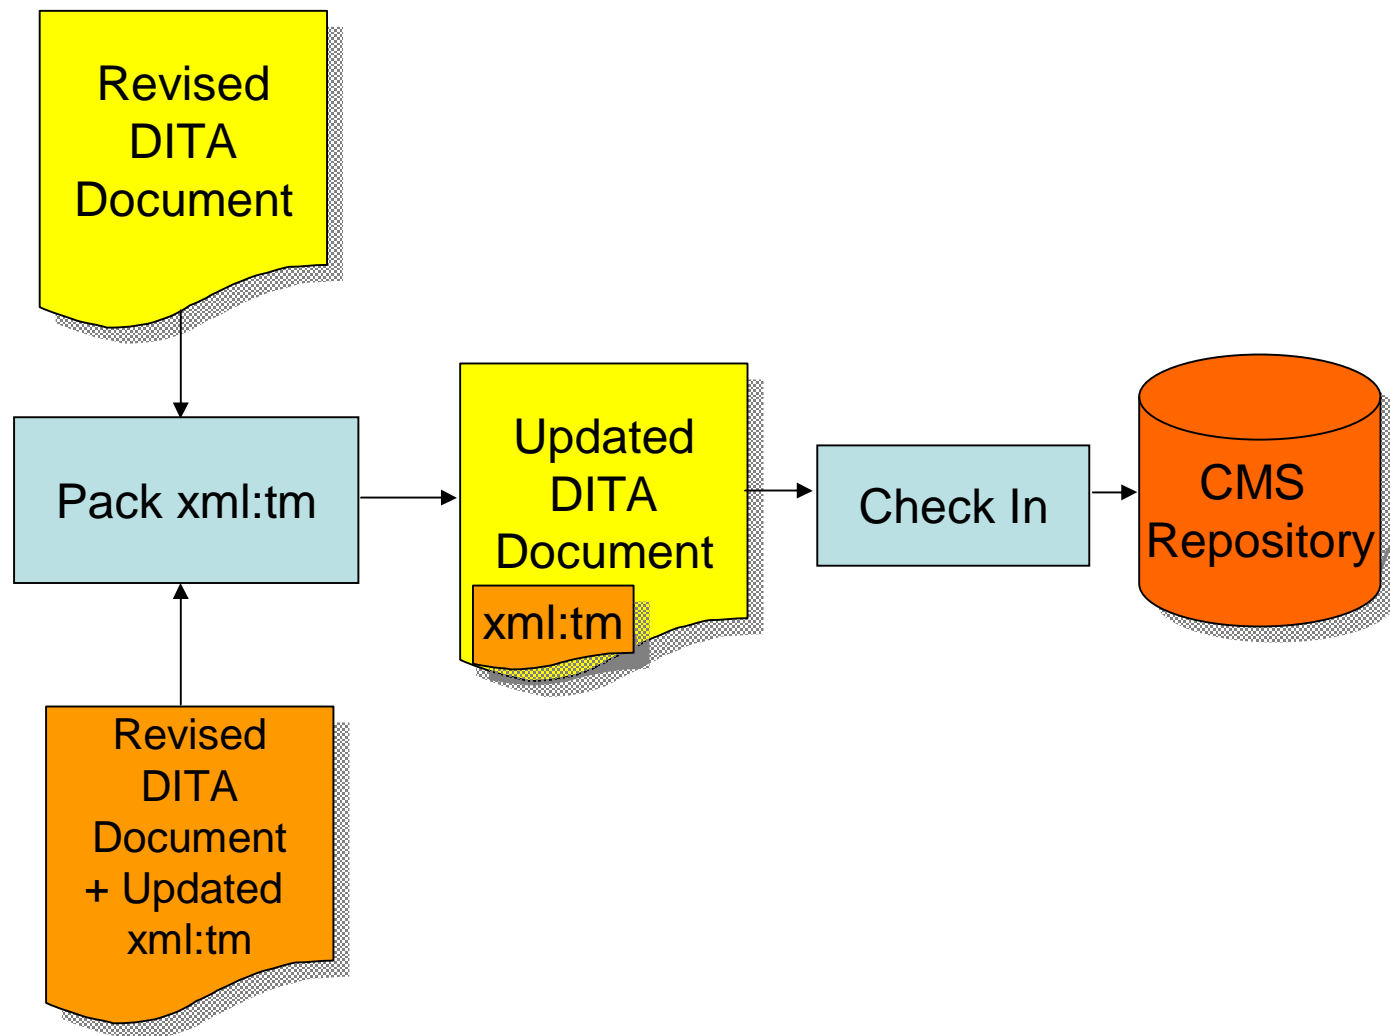 Revised
DITA
Document
Pack xml:tm
Updated
DITA
Document
xml:tm
Check In
CMS
Repository
Revised
DITA
Document
+ Updated
xml:tm